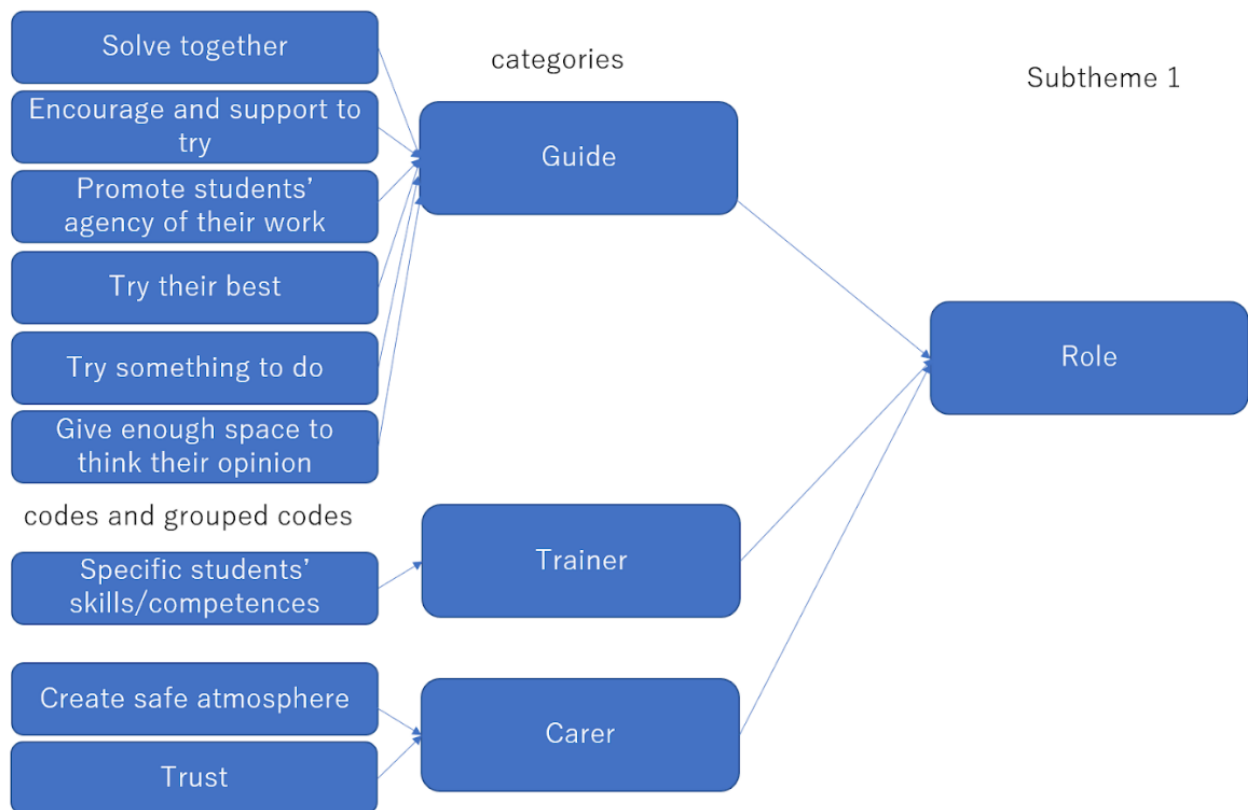 Solve together
categories
Subtheme 1
Encourage and support to
try
Guide
Promote students’
agency of their work
Try their best
Role
Try something to do
Give enough space to
think their opinion
codes and grouped codes
Specific students’
skills/competences
Trainer
Create safe atmosphere
Carer
Trust